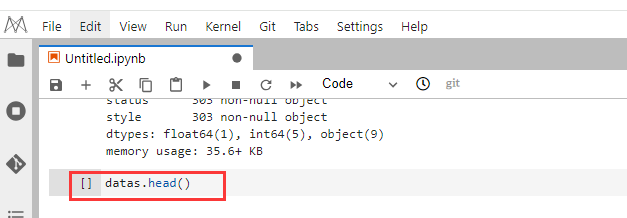 File Edit View Run Kernel Git Tabs Settings Help
Untitled.ipynb
Code git
status 303 non-null object
style 303 non-null object
dtypes: float64(1), int64(5), object(9)
memory usage: 35.6+ KB
[] datas.head()